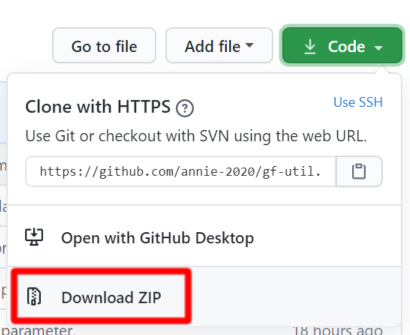 Go to file
Add file
Code
Clone with HTTPS
Use SSH
Use Git or checkout with SVN using the web URL.
https://github.com/annie-2020/gf-util.
Open with GitHub Desktop
Download ZIP
parameter.
18 hours ago